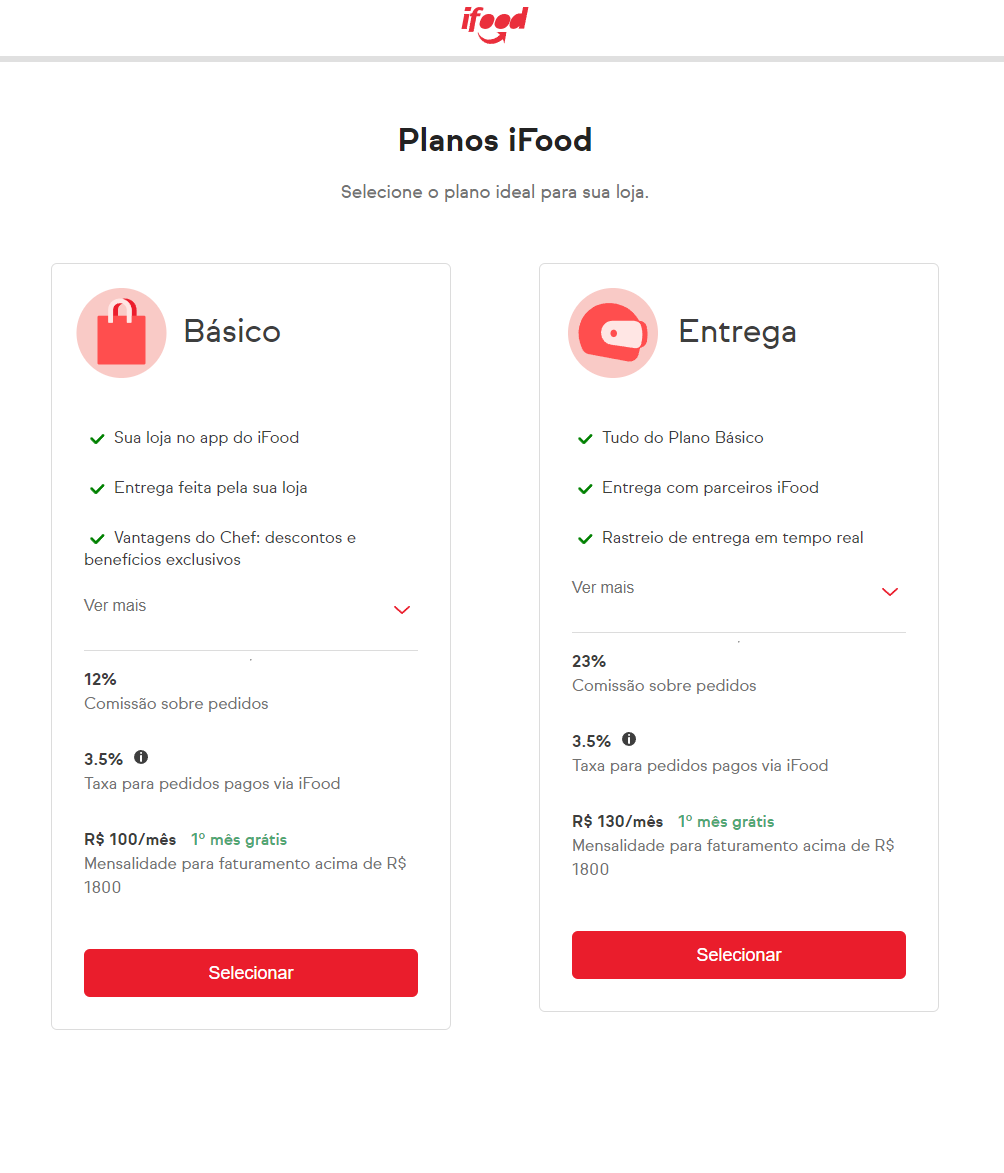 ifood
Planos iFood
Selecione o plano ideal para sua loja.
Básico
Sua loja no app do iFood
Entrega feita pela sua loja
Vantagens do Chef: descontos e
benefícios exclusivos
Ver mais
12%
Comissão sobre pedidos
3.5%
Taxa para pedidos pagos via iFood
R$ 100/mês 1º mês grátis
Mensalidade para faturamento acima de R$
1800
Selecionar
Entrega
Tudo do Plano Básico
Entrega com parceiros iFood
Rastreio de entrega em tempo real
Ver mais
23%
Comissão sobre pedidos
3.5%
Taxa para pedidos pagos via iFood
R$ 130/mês 1º mês grátis
Mensalidade para faturamento acima de R$
1800
Selecionar